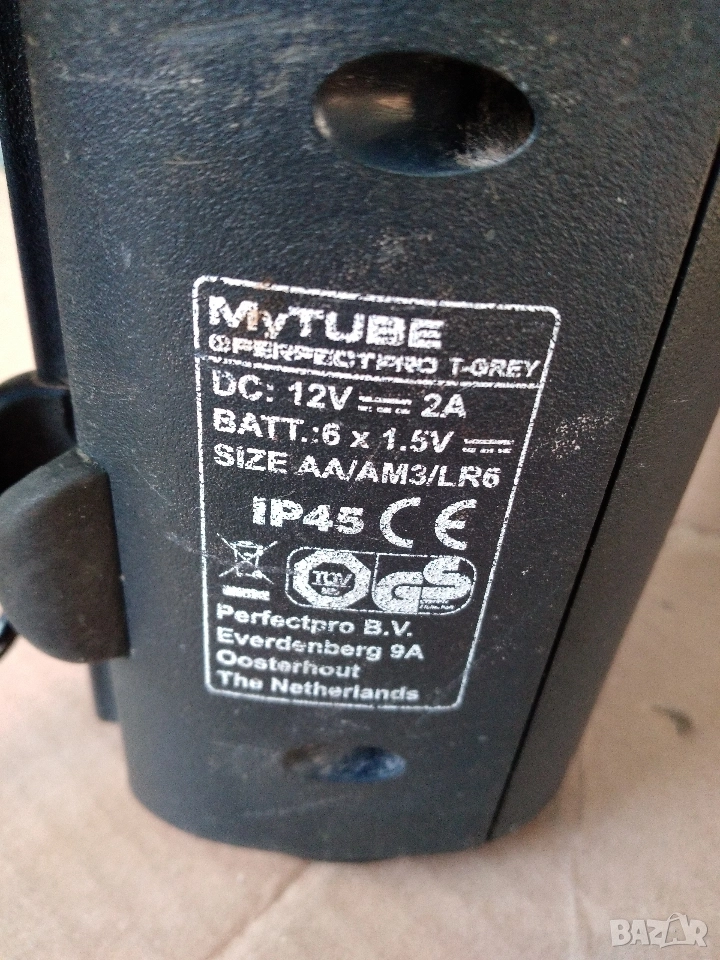 MyTUBE
@PERFECTPRO T-GREY
DC: 12V 2A
BATT.:6 x 1.5V
SIZE AA/AM3/LR6
IP45 CE
TÜV GS
Perfectpro B.V.
Everdenberg 9A
Oosterhout
The Netherlands
BAZAR